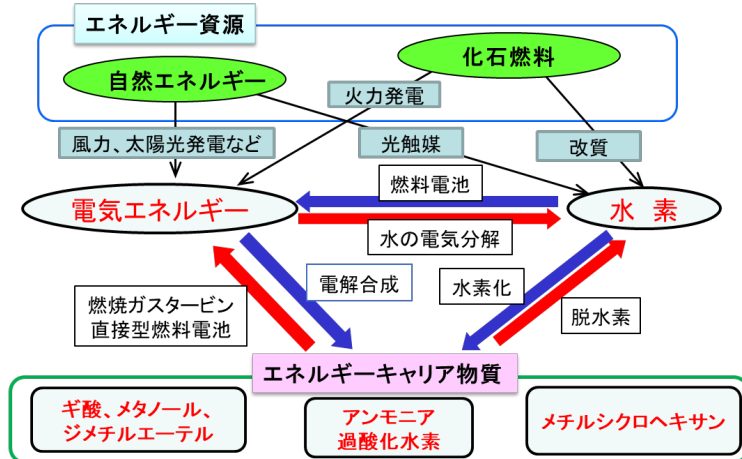 エネルギー資源
自然エネルギー
化石燃料
火力発電
風力、太陽光発電など
光触媒
改質
燃料電池
電気エネルギー
水 素
水の電気分解
電解合成
水素化
燃焼ガスタービン
直接型燃料電池
脱水素
エネルギーキャリア物質
ギ酸、メタノール、
ジメチルエーテル
アンモニア
過酸化水素
メチルシクロヘキサン